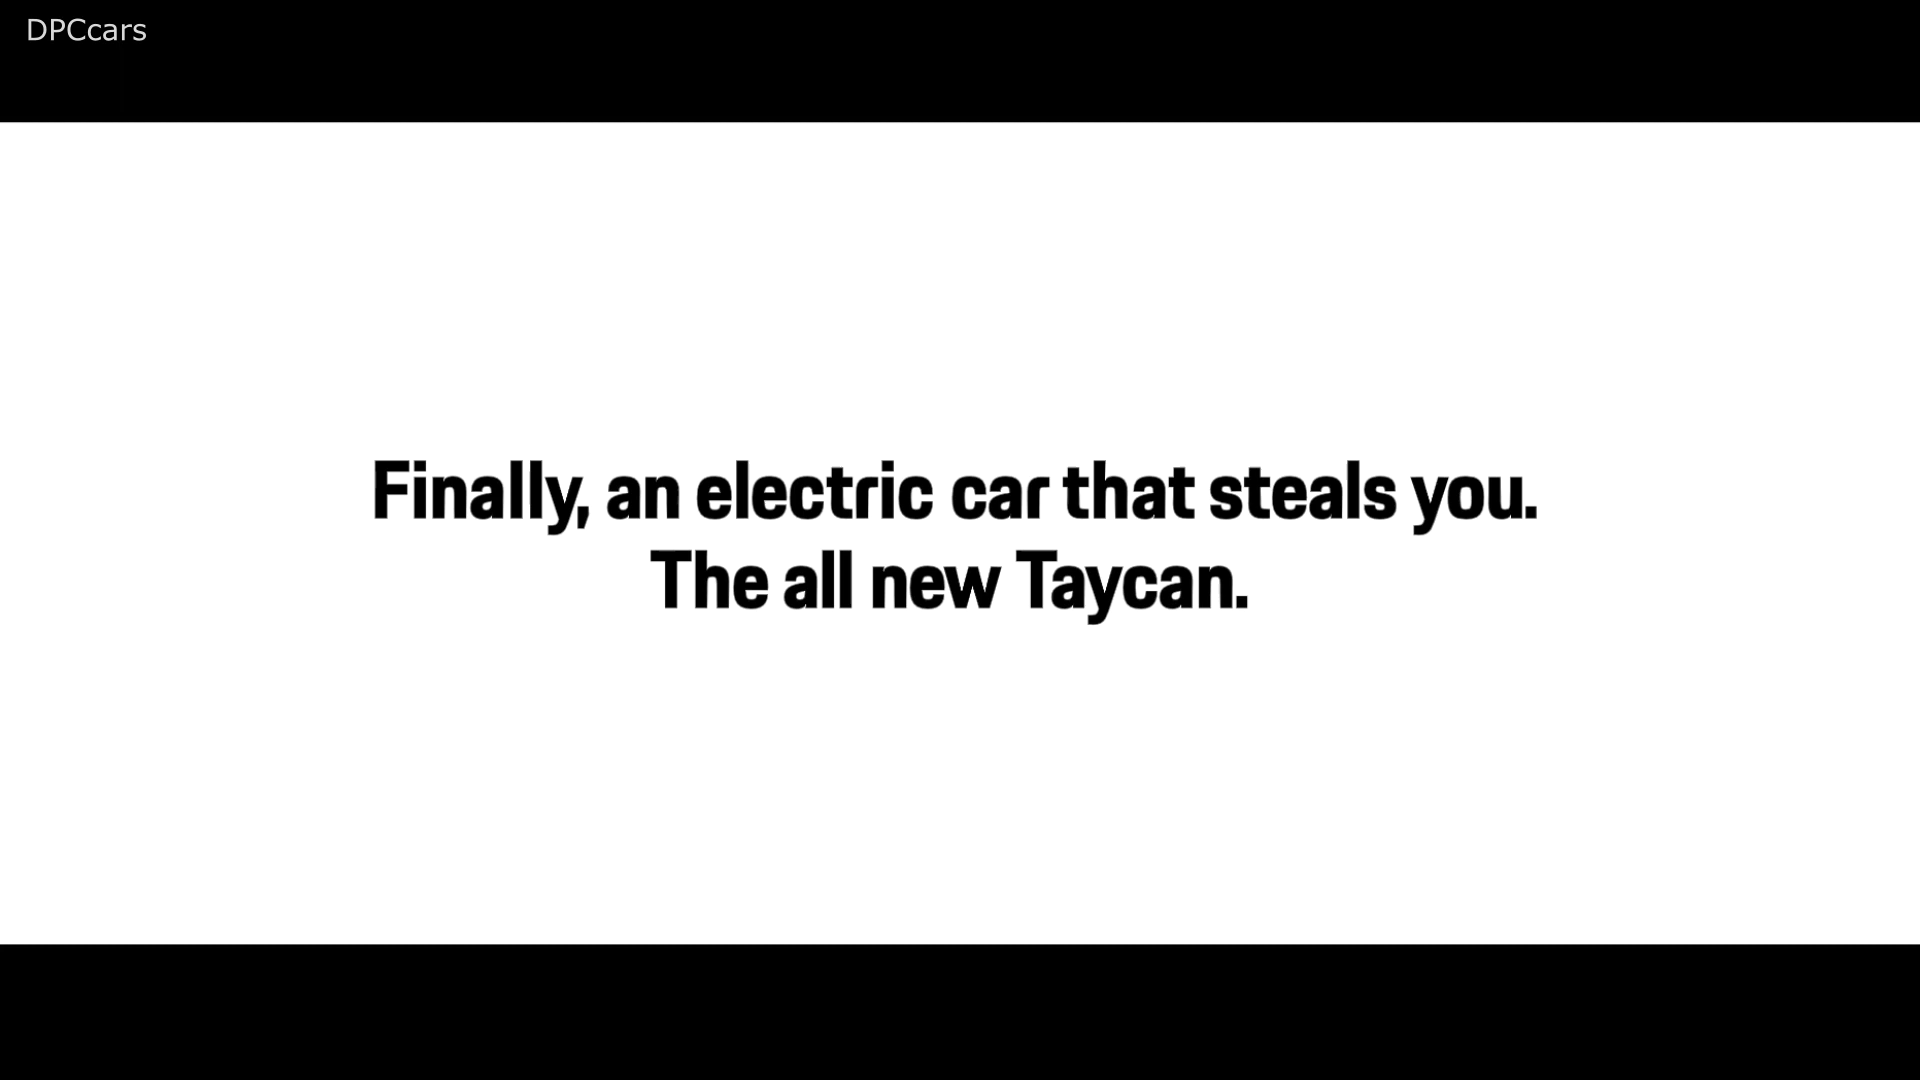 DPCcars
Finally, an electric car that steals you.
The all new Taycan.